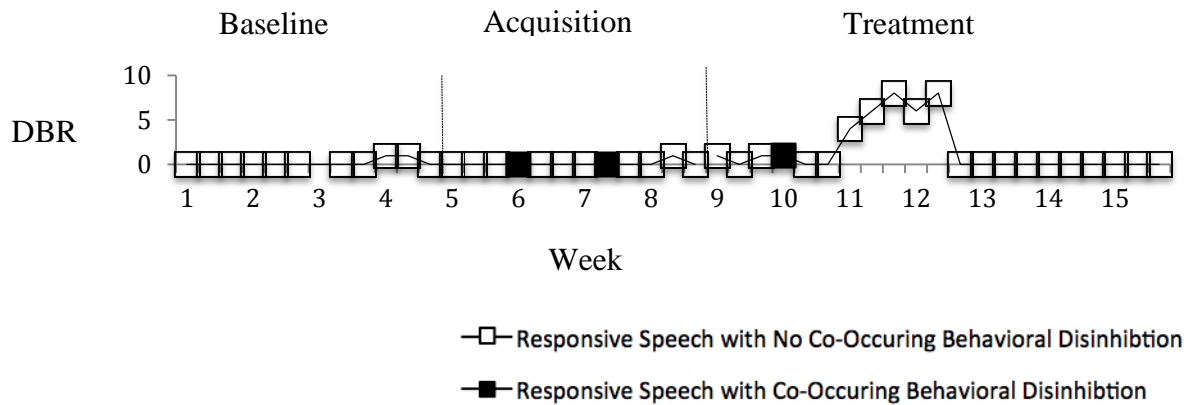 Baseline Acquisition Treatment
10
DBR 5
0
1 2 3 4 5 6 7 8 9 10 11 12 13 14 15
Week
Responsive Speech with No Co-Occuring Behavioral Disinhibtion
Responsive Speech with Co-Occuring Behavioral Disinhibtion